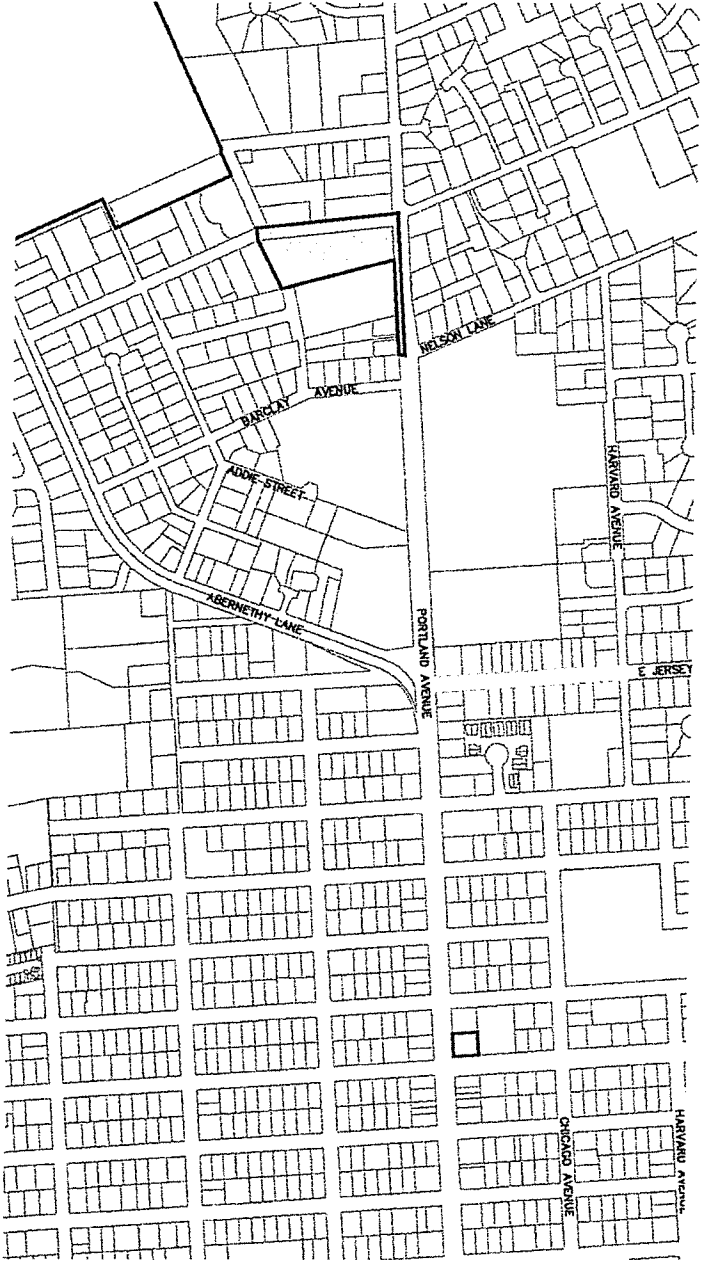 NELSON LANE
BARCLAY AVENUE
HARVARD AVENUE
ADDIE STREET
ABERNETHY LANE
PORTLAND AVENUE
E JERSEY
CHICAGO AVENUE
HARVARD AVENUE